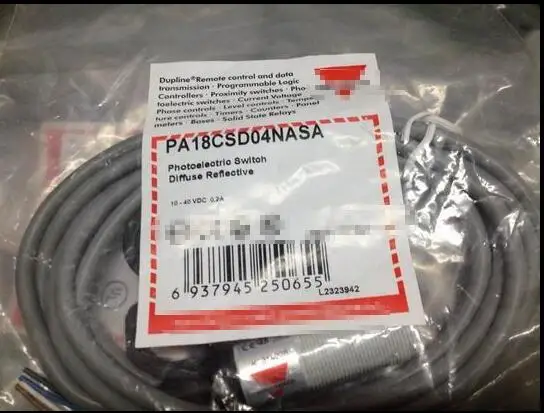 Dupline®Remote control and data
transmission · Programmable Logic
Controllers · Proximity switches · Pho-
toelectric switches · Current Voltage
Phase controls · Level controls · Tempe-
ture controls · Timers · Counters · Panel
meters · Bases · Solid State Relays
PA18CSD04NASA
Photoelectric Switch
Diffuse Reflective
10 - 40 VDC 0.2A
6 937945 250655
L2323942